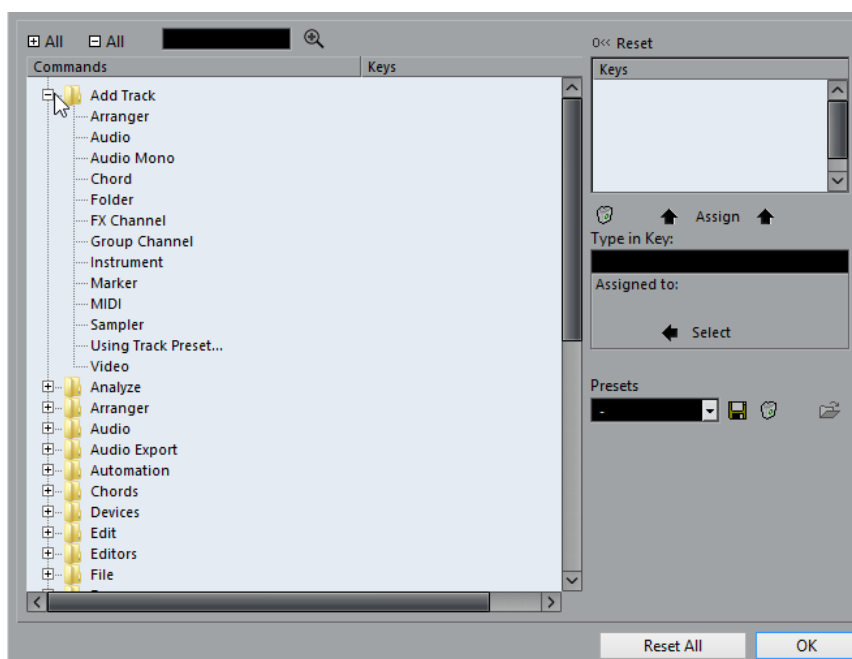 All All
0<< Reset
Commands Keys
Keys
Add Track
Arranger
Audio
Audio Mono
Chord
Folder
FX Channel
Group Channel
Instrument
Marker
MIDI
Sampler
Using Track Preset...
Video
Analyze
Arranger
Audio
Audio Export
Automation
Chords
Devices
Edit
Editors
File
Assign
Type in Key:
Assigned to:
Select
Presets
-
Reset All OK